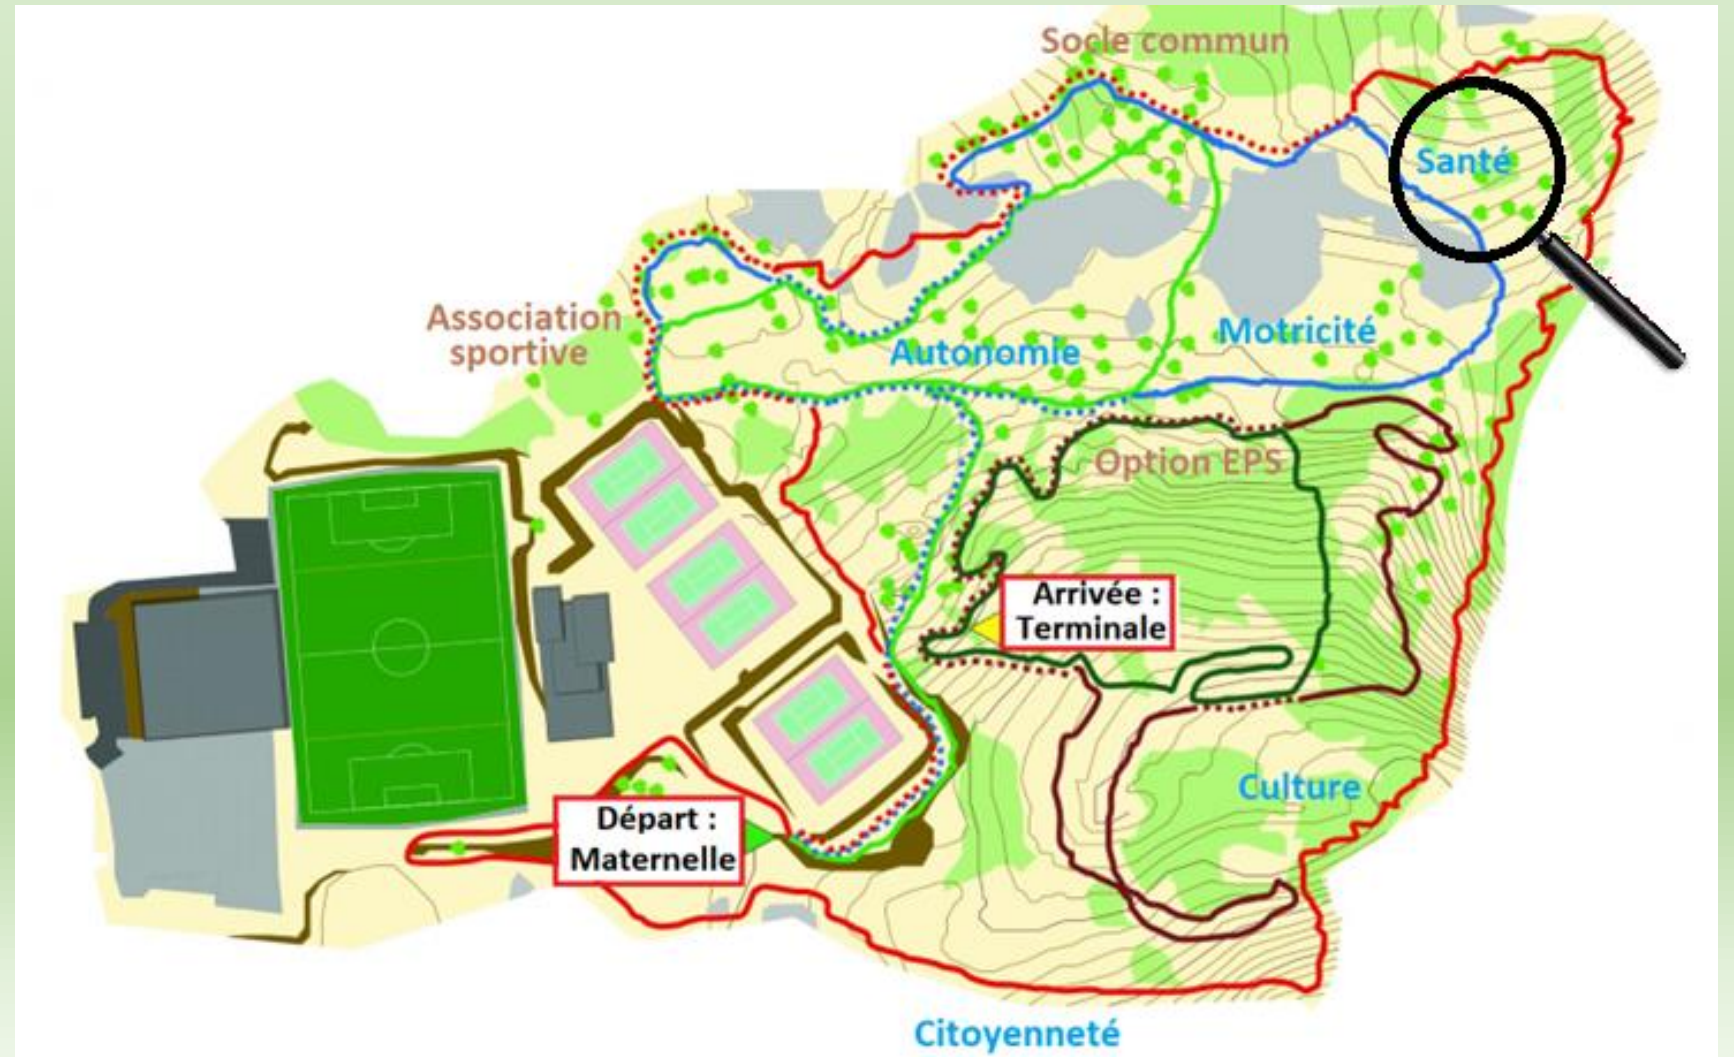 Socle commun
Santé
Association
sportive
Motricité
Autonomie
Option EPS
Arrivée :
Terminale
Culture
Départ :
Maternelle
Citoyenneté